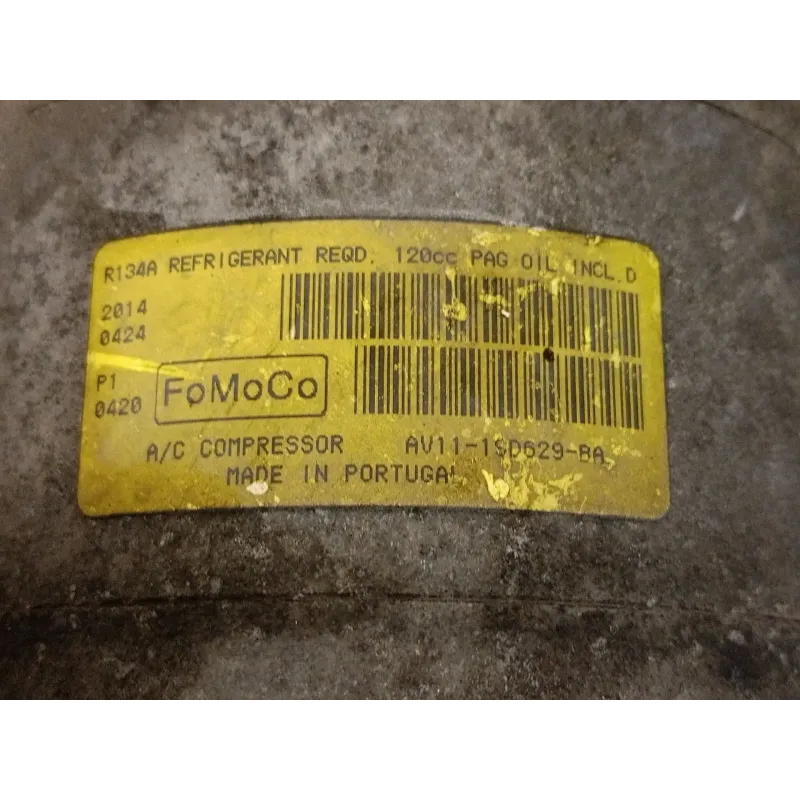 R134A REFRIGERANT REQD. 120cc PAG OIL INCL.D
2014
0424
P1
0420
FoMoCo
A/C COMPRESSOR AV11-19D629-BA
MADE IN PORTUGAL